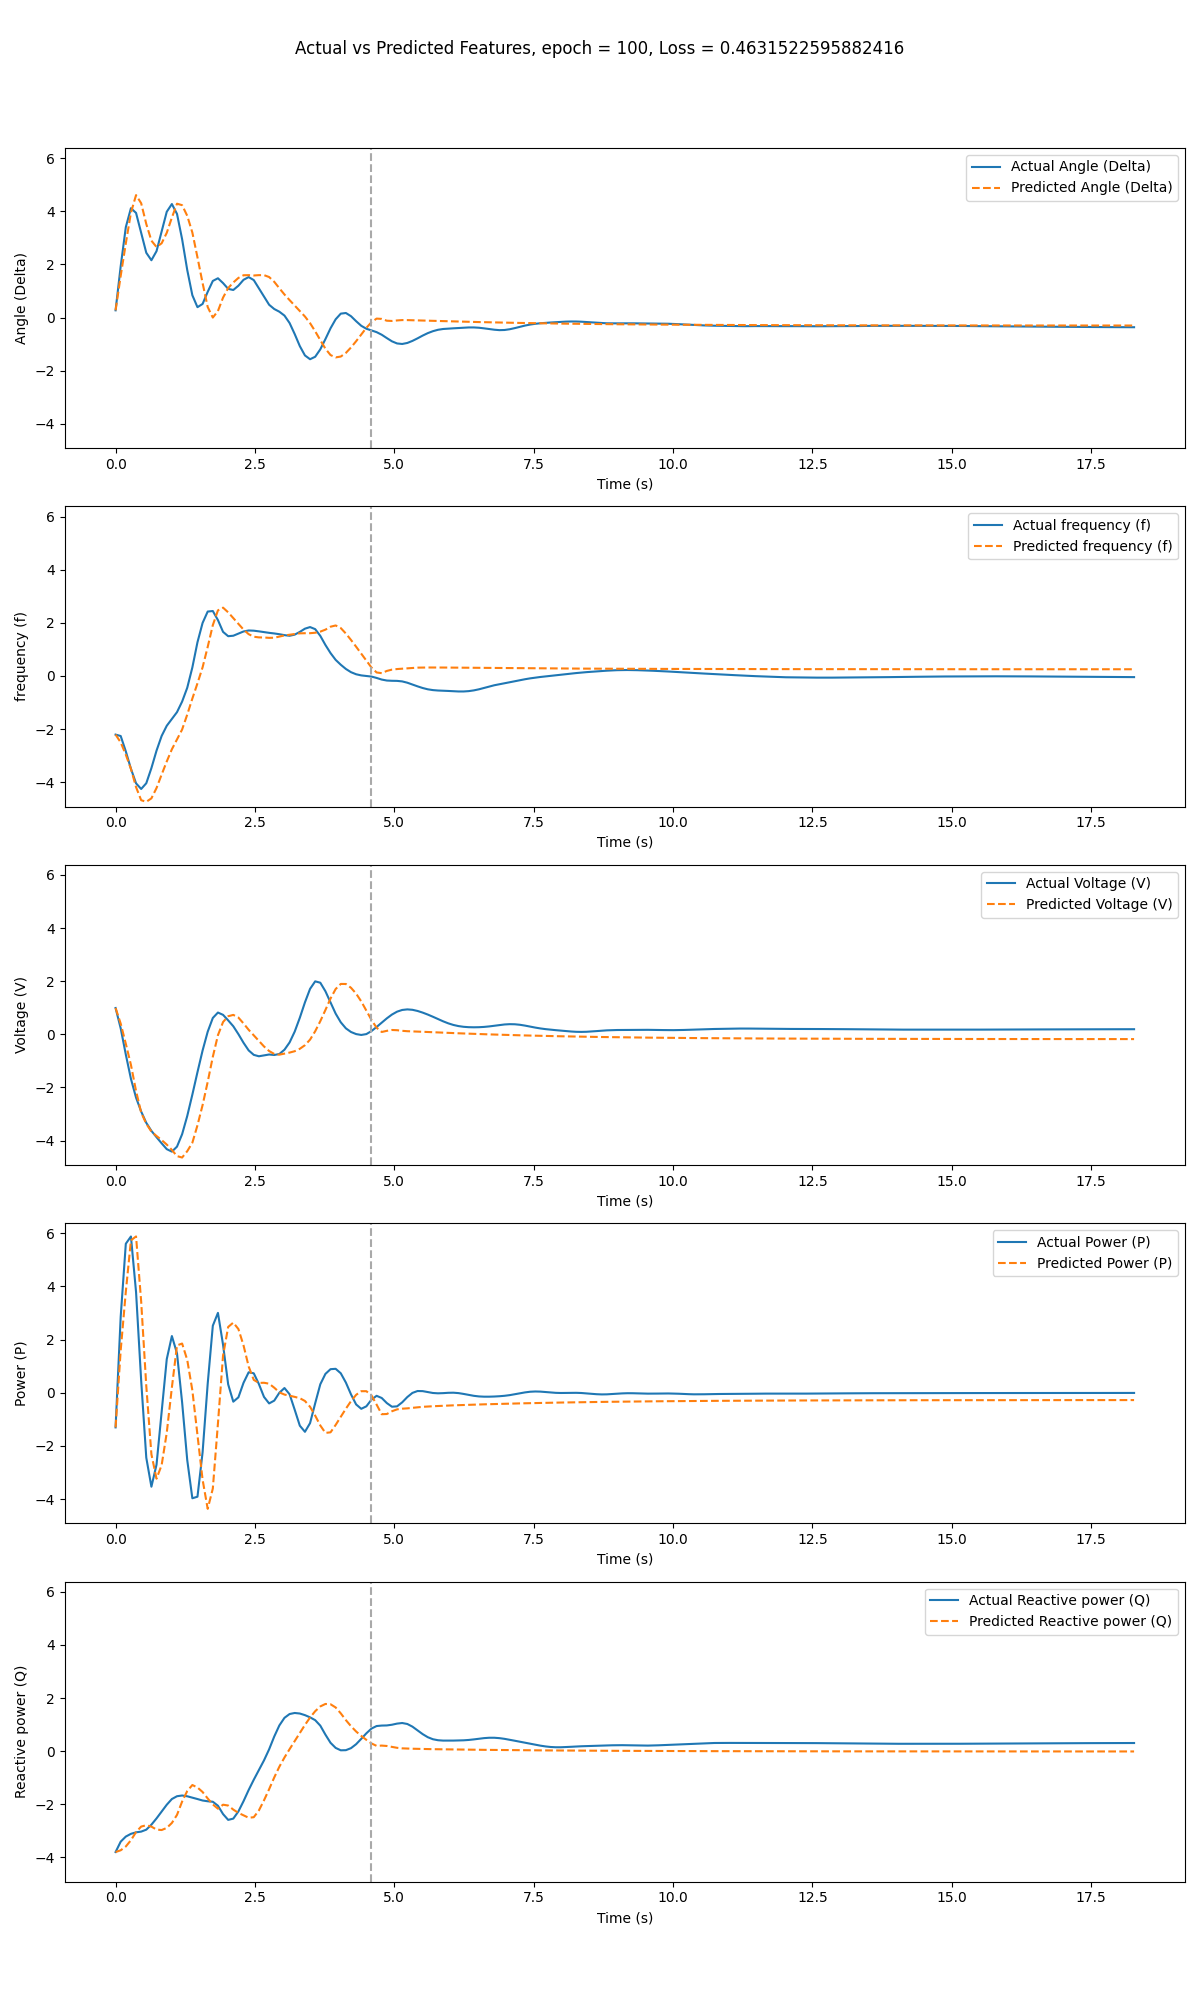 Actual vs Predicted Features, epoch = 100, Loss = 0.4631522595882416
6
4
2
0
−2
−4
Angle (Delta)
Actual Angle (Delta)
Predicted Angle (Delta)
0.0 2.5 5.0 7.5 10.0 12.5 15.0 17.5
Time (s)
6
4
2
0
−2
−4
frequency (f)
Actual frequency (f)
Predicted frequency (f)
0.0 2.5 5.0 7.5 10.0 12.5 15.0 17.5
Time (s)
6
4
2
0
−2
−4
Voltage (V)
Actual Voltage (V)
Predicted Voltage (V)
0.0 2.5 5.0 7.5 10.0 12.5 15.0 17.5
Time (s)
6
4
2
0
−2
−4
Power (P)
Actual Power (P)
Predicted Power (P)
0.0 2.5 5.0 7.5 10.0 12.5 15.0 17.5
Time (s)
6
4
2
0
−2
−4
Reactive power (Q)
Actual Reactive power (Q)
Predicted Reactive power (Q)
0.0 2.5 5.0 7.5 10.0 12.5 15.0 17.5
Time (s)